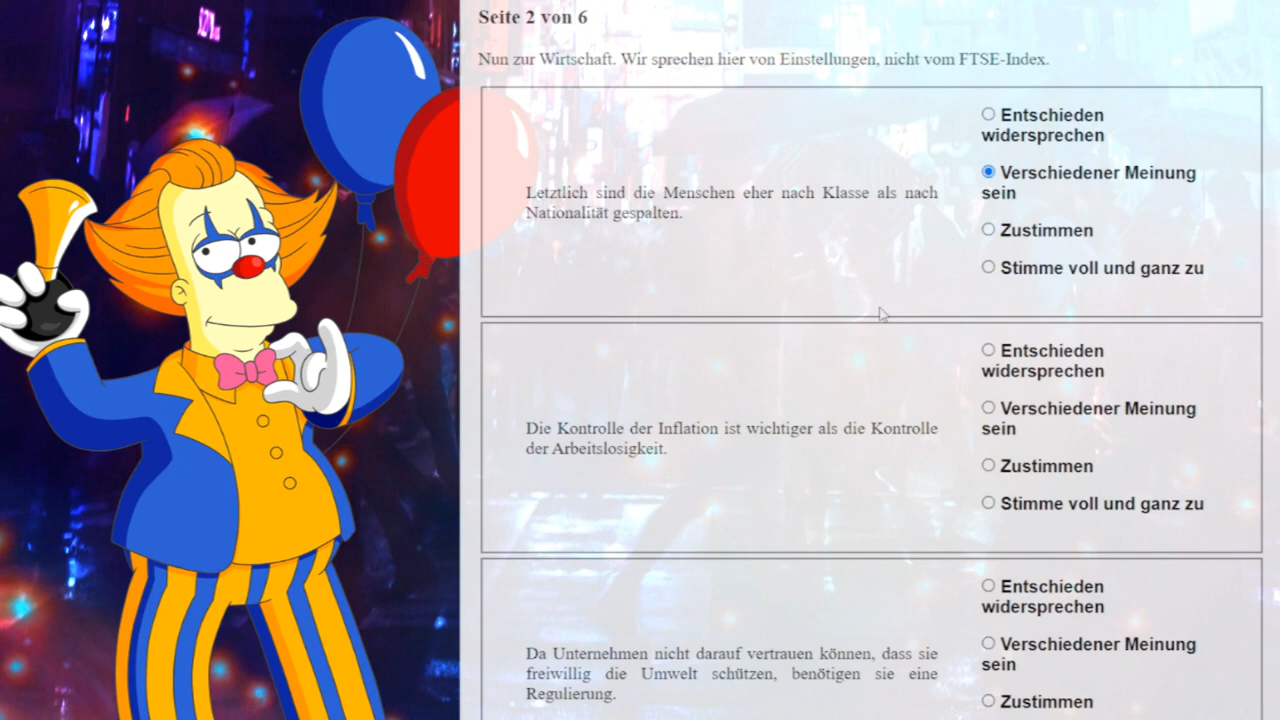 Seite 2 von 6
Nun zur Wirtschaft. Wir sprechen hier von Einstellungen, nicht vom FTSE-Index.
Letztlich sind die Menschen eher nach Klasse als nach
Nationalität gespalten.
Entschieden
widersprechen
Verschiedener Meinung
sein
Zustimmen
Stimme voll und ganz zu
Die Kontrolle der Inflation ist wichtiger als die Kontrolle
der Arbeitslosigkeit.
Entschieden
widersprechen
Verschiedener Meinung
sein
Zustimmen
Stimme voll und ganz zu
Da Unternehmen nicht darauf vertrauen können, dass sie
freiwillig die Umwelt schützen, benötigen sie eine
Regulierung.
Entschieden
widersprechen
Verschiedener Meinung
sein
Zustimmen